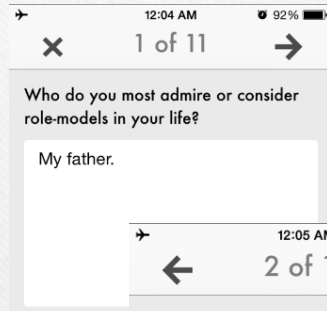 12:04 AM 92%
1 of 11
Who do you most admire or consider
role-models in your life?
My father.
12:05 AM
2 of